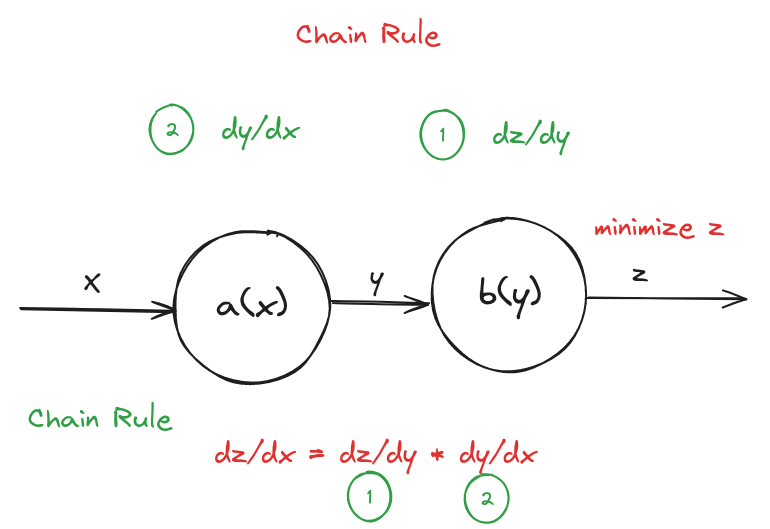 Chain Rule
2 dy/dx 1 dz/dy
minimize z
x y z
a(x) b(y)
Chain Rule
dz/dx = dz/dy * dy/dx
1 2